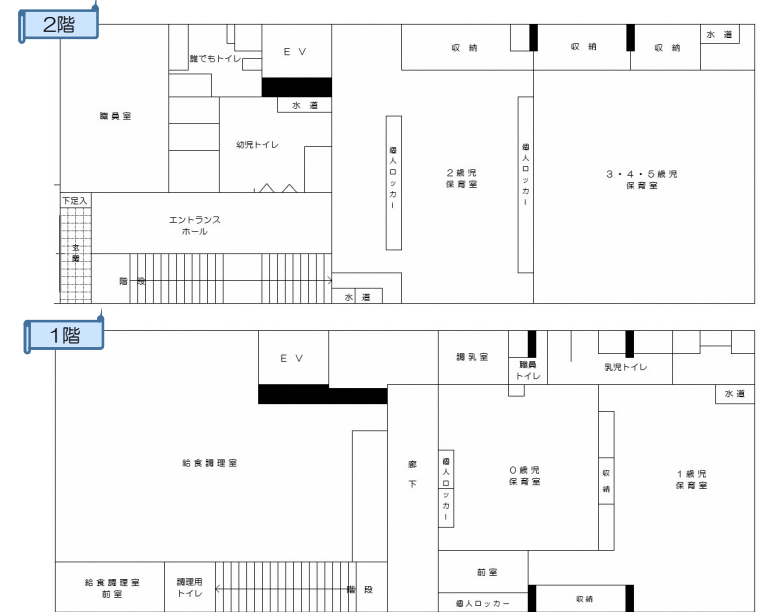 2階
ＥＶ
収納
収納
収納
水道
誰でもトイレ
職員室
水道
幼児トイレ
個人ロッカー
2歳児
保育室
個人ロッカー
3・4・5歳児
保育室
下足入
エントランス
ホール
玄関
階段
水道
1階
ＥＶ
調乳室
職員
トイレ
乳児トイレ
水道
給食調理室
廊下
個人ロッカー
0歳児
保育室
収納
1歳児
保育室
給食調理室
前室
調理用
トイレ
階段
前室
個人ロッカー
収納